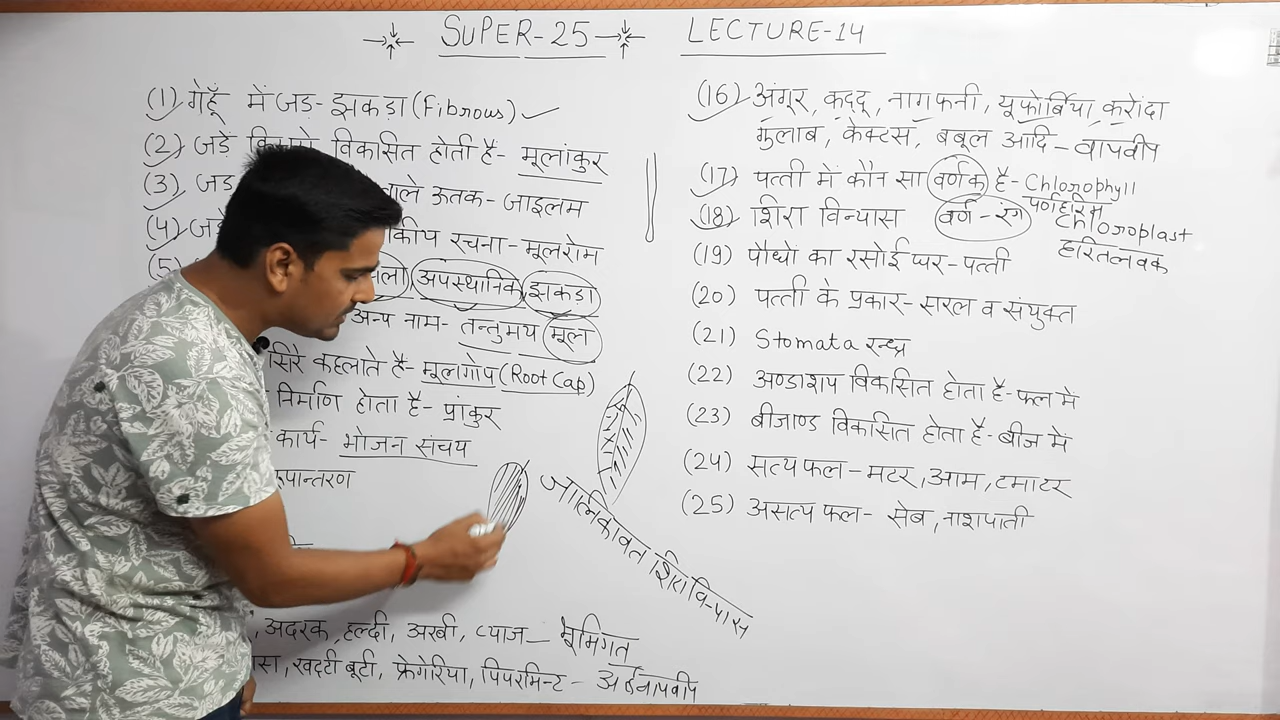 SUPER-25 LECTURE-14
(1) गेहूँ में जड़-झकड़ा (Fibrous)
(2) जड़े विकसित होती है- मूलांकुर
(3) जड़ वाले ऊतक- जाइलम
(4) जड़ रचना-मूलरोम
(5) अपस्थानिक झकड़ा
अन्य नाम- तन्तुमय मूला
सिरे कहलाते है- मूलगोप (Root Cap)
निर्माण होता है- प्रांकुर
कार्य- भोजन संचय
अदरक, हल्दी, अरबी, प्याज- भूमिगत
खट्टी बूटी, फ्रेगेरिया, पिपरमिन्ट-
जालिकावत शिरा विन्यास
(16) अंगूर, कद्दू, नागफनी, यूफोर्बिया, करोंदा
गुलाब, केक्टस, बबूल आदि- वायवीय
(17) पत्ती में कौन सा वर्णक है- Chlorophyll
पर्णहरित
(18) शिरा विन्यास वर्ण-रंग Chloroplast
हरितलवक
(19) पौधों का रसोई घर-पत्ती
(20) पत्ती के प्रकार- सरल व संयुक्त
(21) Stomata रन्ध्र
(22) अण्डाशय विकसित होता है-फल में
(23) बीजाण्ड विकसित होता है-बीज में
(24) सत्य फल- मटर, आम, टमाटर
(25) असत्य फल- सेब, नाशपाती